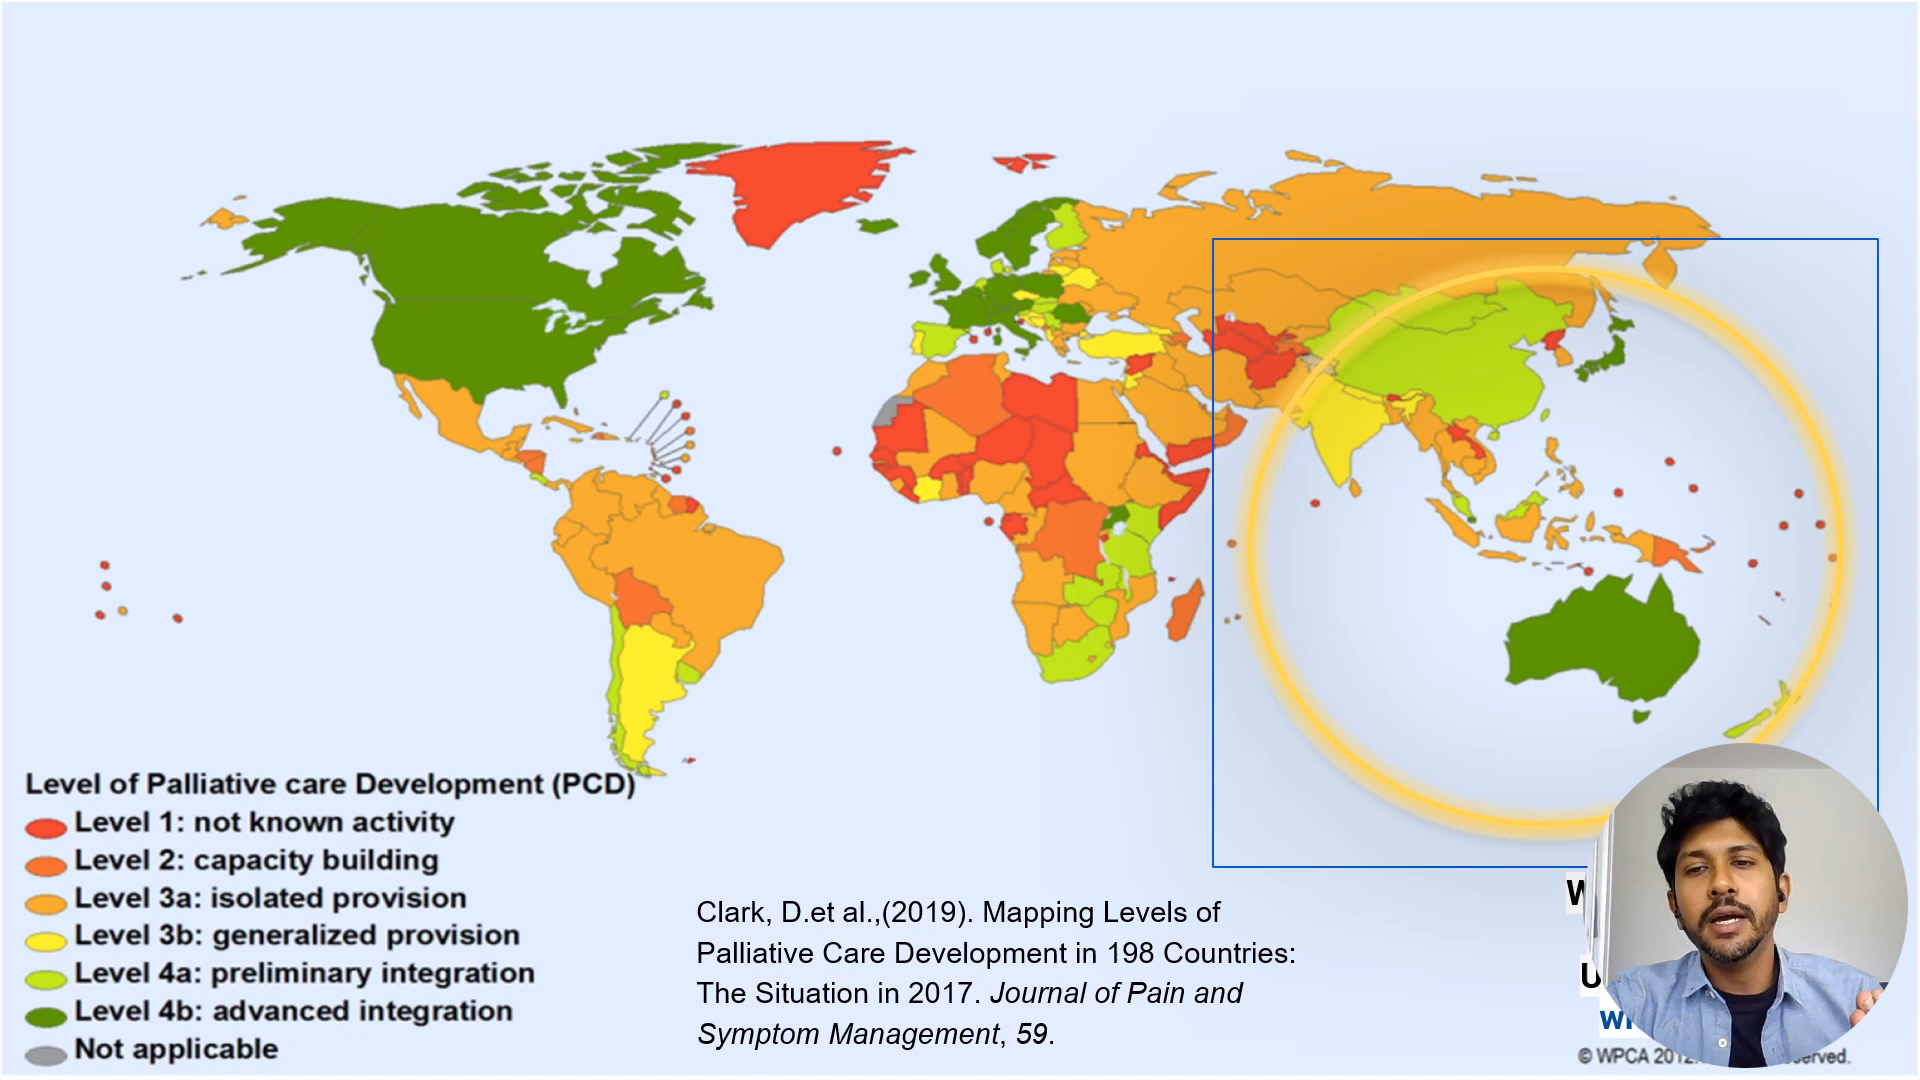 Level of Palliative care Development (PCD)
Level 1: not known activity
Level 2: capacity building
Level 3a: isolated provision
Level 3b: generalized provision
Level 4a: preliminary integration
Level 4b: advanced integration
Not applicable
Clark, D.et al.,(2019). Mapping Levels of
Palliative Care Development in 198 Countries:
The Situation in 2017. Journal of Pain and
Symptom Management, 59.
© WPCA